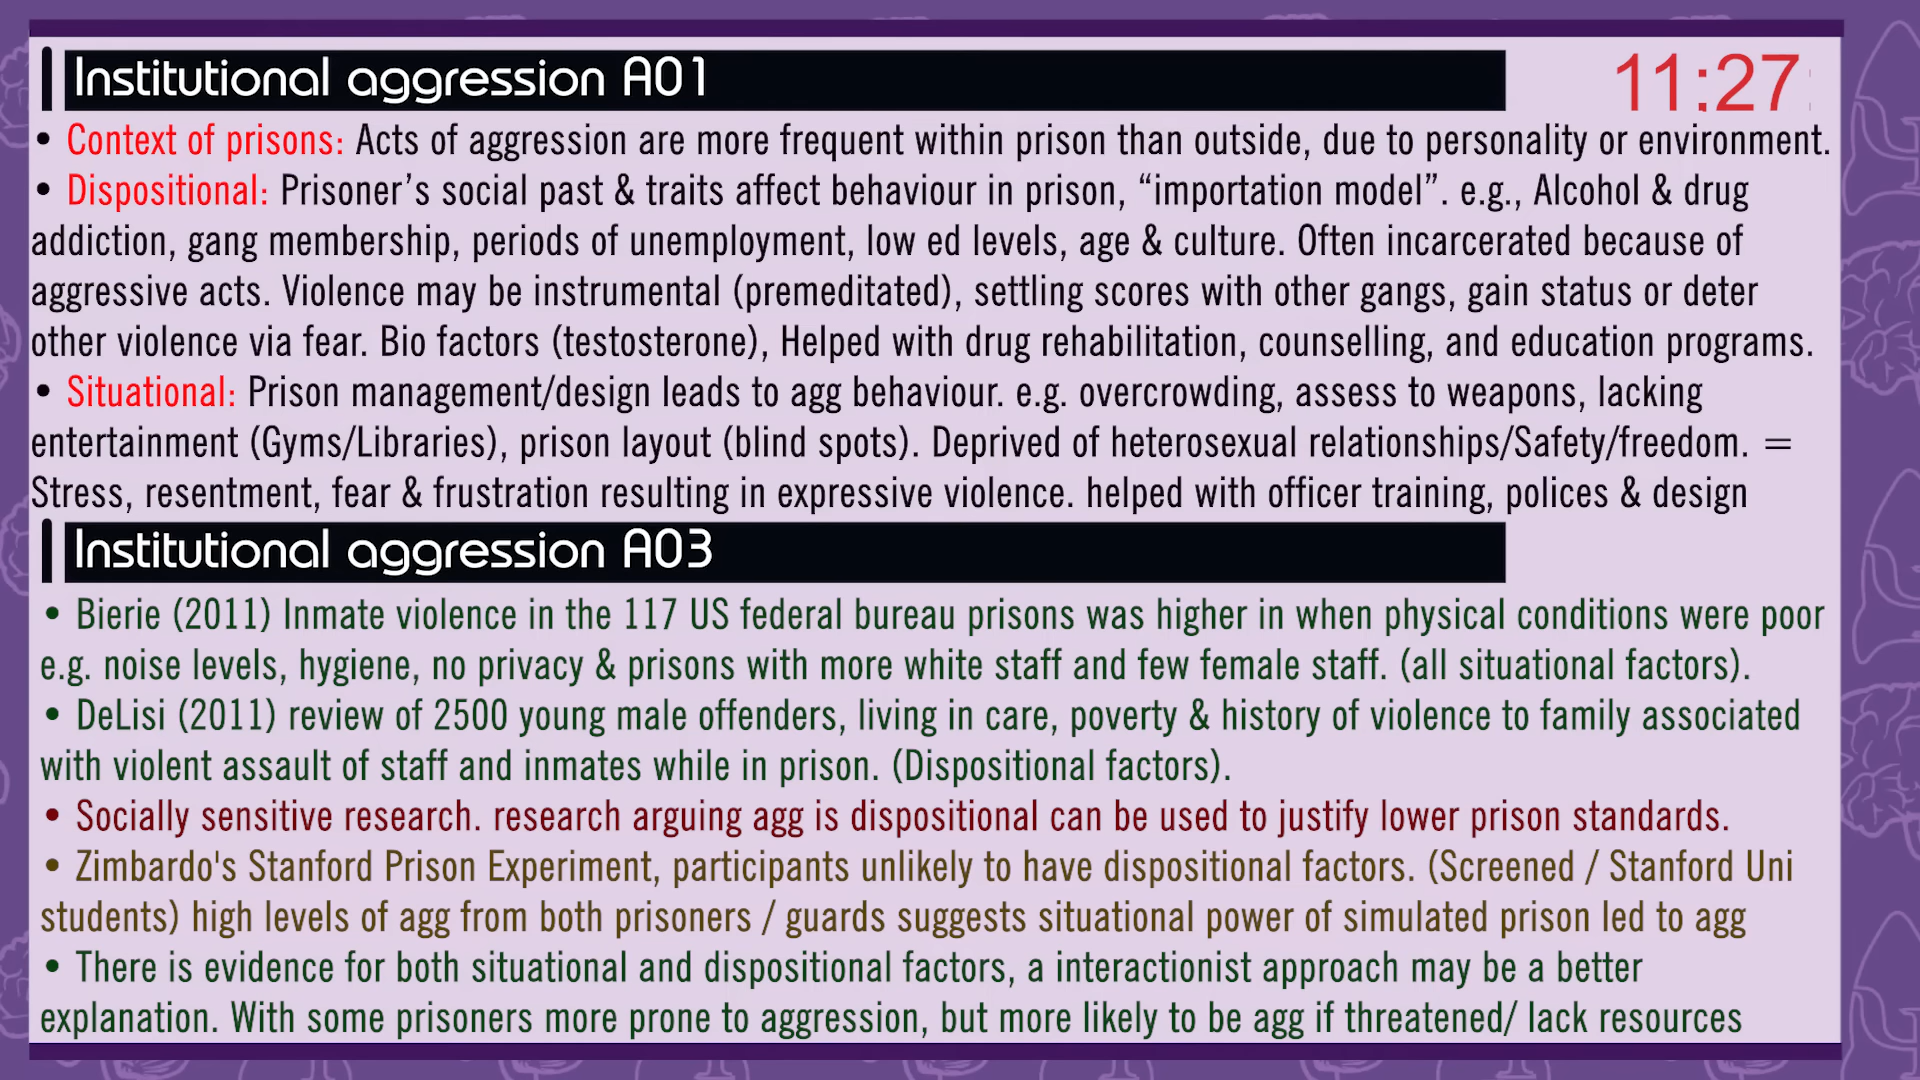 Institutional aggression A01
11:27
• Context of prisons: Acts of aggression are more frequent within prison than outside, due to personality or environment.
• Dispositional: Prisoner’s social past & traits affect behaviour in prison, “importation model”. e.g., Alcohol & drug
addiction, gang membership, periods of unemployment, low ed levels, age & culture. Often incarcerated because of
aggressive acts. Violence may be instrumental (premeditated), settling scores with other gangs, gain status or deter
other violence via fear. Bio factors (testosterone), Helped with drug rehabilitation, counselling, and education programs.
• Situational: Prison management/design leads to agg behaviour. e.g. overcrowding, assess to weapons, lacking
entertainment (Gyms/Libraries), prison layout (blind spots). Deprived of heterosexual relationships/Safety/freedom. =
Stress, resentment, fear & frustration resulting in expressive violence. helped with officer training, polices & design
Institutional aggression A03
• Bierie (2011) Inmate violence in the 117 US federal bureau prisons was higher in when physical conditions were poor
e.g. noise levels, hygiene, no privacy & prisons with more white staff and few female staff. (all situational factors).
• DeLisi (2011) review of 2500 young male offenders, living in care, poverty & history of violence to family associated
with violent assault of staff and inmates while in prison. (Dispositional factors).
• Socially sensitive research. research arguing agg is dispositional can be used to justify lower prison standards.
• Zimbardo's Stanford Prison Experiment, participants unlikely to have dispositional factors. (Screened / Stanford Uni
students) high levels of agg from both prisoners / guards suggests situational power of simulated prison led to agg
• There is evidence for both situational and dispositional factors, a interactionist approach may be a better
explanation. With some prisoners more prone to aggression, but more likely to be agg if threatened/ lack resources